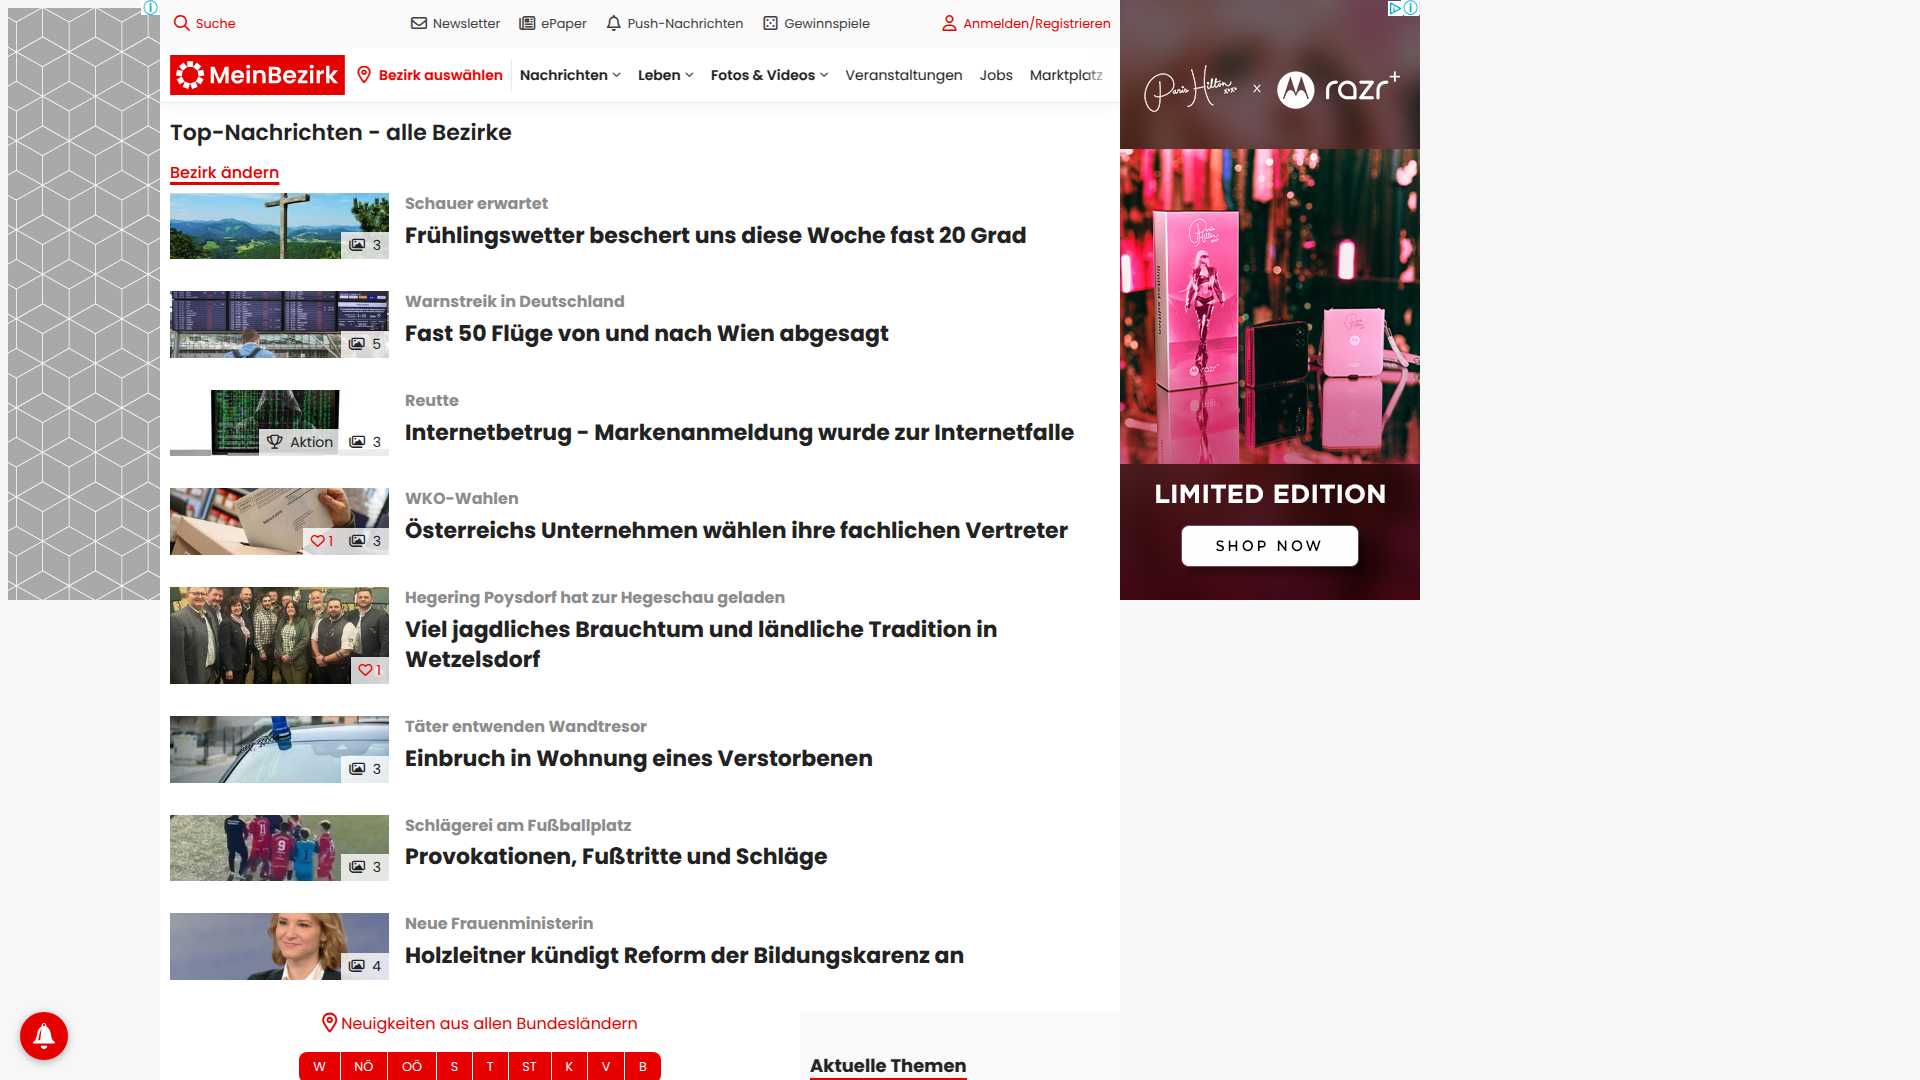 Suche
Newsletter
ePaper
Push-Nachrichten
Gewinnspiele
Anmelden/Registrieren
MeinBezirk
Bezirk auswählen
Nachrichten
Leben
Fotos & Videos
Veranstaltungen
Jobs
Marktplatz
Top-Nachrichten - alle Bezirke
Bezirk ändern
3
Schauer erwartet
Frühlingswetter beschert uns diese Woche fast 20 Grad
5
Warnstreik in Deutschland
Fast 50 Flüge von und nach Wien abgesagt
Aktion
3
Reutte
Internetbetrug - Markenanmeldung wurde zur Internetfalle
1
3
WKO-Wahlen
Österreichs Unternehmen wählen ihre fachlichen Vertreter
1
Hegering Poysdorf hat zur Hegeschau geladen
Viel jagdliches Brauchtum und ländliche Tradition in
Wetzelsdorf
3
Täter entwenden Wandtresor
Einbruch in Wohnung eines Verstorbenen
3
Schlägerei am Fußballplatz
Provokationen, Fußtritte und Schläge
4
Neue Frauenministerin
Holzleitner kündigt Reform der Bildungskarenz an
Neuigkeiten aus allen Bundesländern
W
NÖ
OÖ
S
T
ST
K
V
B
Aktuelle Themen
Paris Hilton x razr+
LIMITED EDITION
SHOP NOW